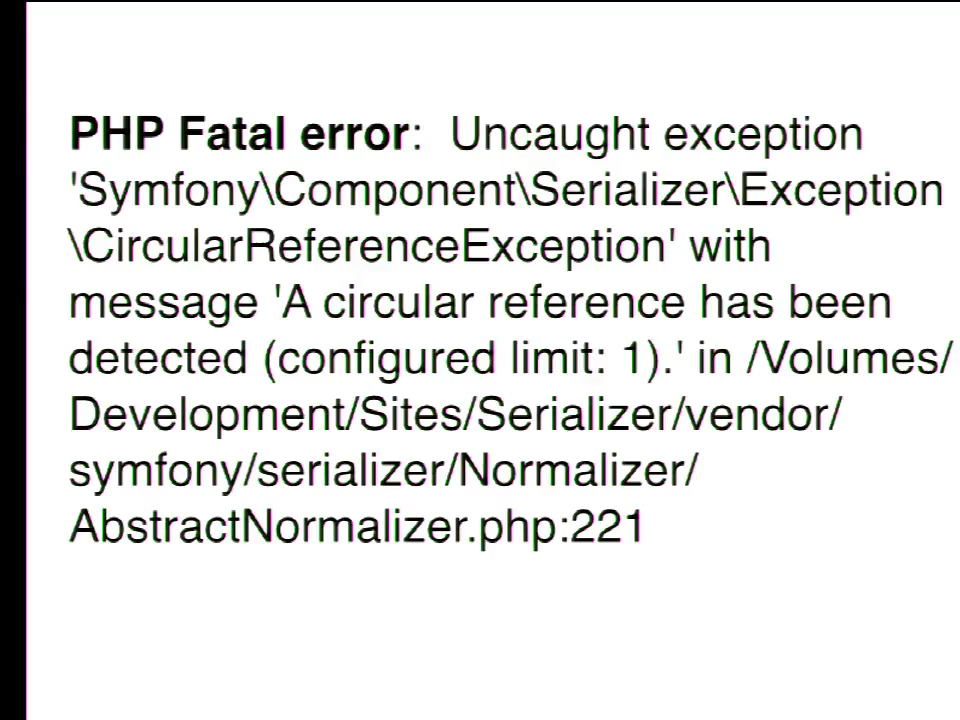 PHP Fatal error:  Uncaught exception
'Symfony\Component\Serializer\Exception
\CircularReferenceException' with
message 'A circular reference has been
detected (configured limit: 1).' in /Volumes/
Development/Sites/Serializer/vendor/
symfony/serializer/Normalizer/
AbstractNormalizer.php:221